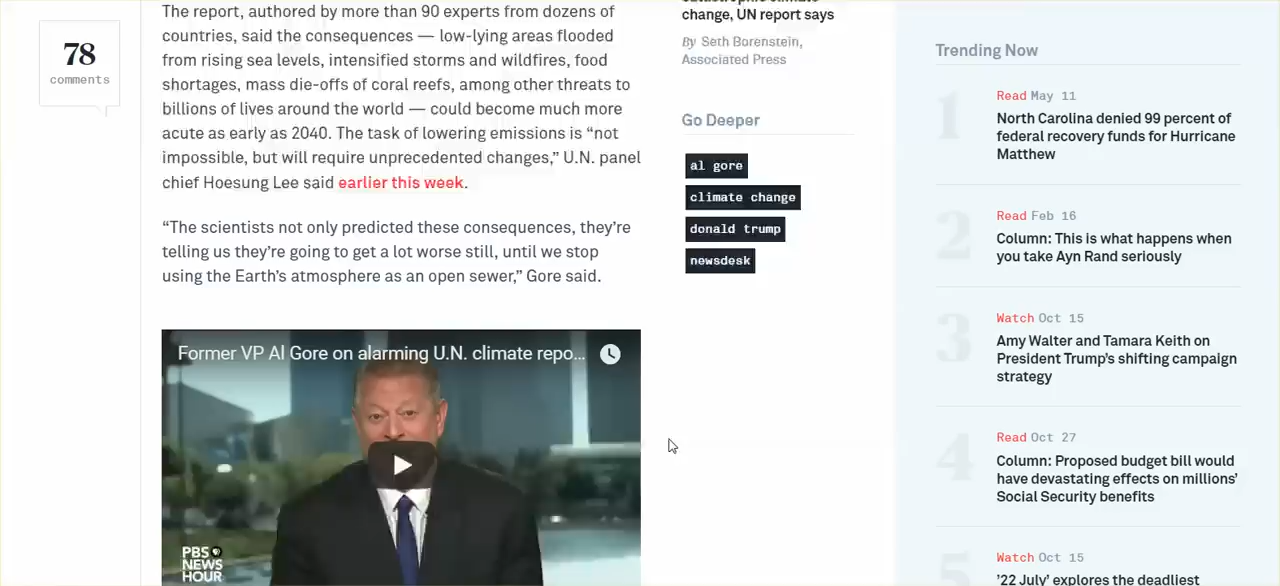 78
comments
The report, authored by more than 90 experts from dozens of
countries, said the consequences — low-lying areas flooded
from rising sea levels, intensified storms and wildfires, food
shortages, mass die-offs of coral reefs, among other threats to
billions of lives around the world — could become much more
acute as early as 2040. The task of lowering emissions is “not
impossible, but will require unprecedented changes,” U.N. panel
chief Hoesung Lee said earlier this week.
“The scientists not only predicted these consequences, they’re
telling us they’re going to get a lot worse still, until we stop
using the Earth’s atmosphere as an open sewer,” Gore said.
Former VP Al Gore on alarming U.N. climate repo...
PBS
NEWS
HOUR
change, UN report says
By Seth Borenstein,
Associated Press
Go Deeper
al gore
climate change
donald trump
newsdesk
Trending Now
1
Read May 11
North Carolina denied 99 percent of
federal recovery funds for Hurricane
Matthew
2
Read Feb 16
Column: This is what happens when
you take Ayn Rand seriously
3
Watch Oct 15
Amy Walter and Tamara Keith on
President Trump’s shifting campaign
strategy
4
Read Oct 27
Column: Proposed budget bill would
have devastating effects on millions’
Social Security benefits
5
Watch Oct 15
’22 July’ explores the deadliest